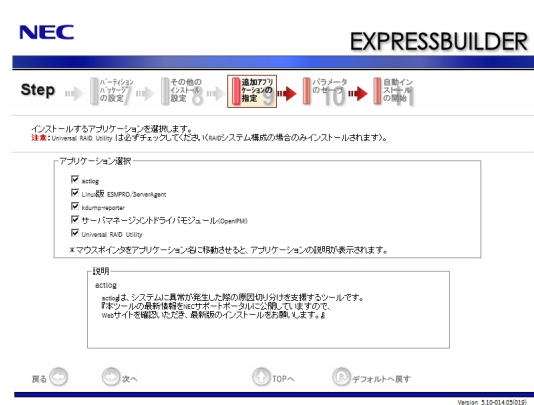 NEC
EXPRESSBUILDER
Step
パーティション
パッケージ
の設定
7
その他の
インストール
設定
8
追加アプリ
ケーションの
指定
9
パラメータ
のセーブ
10
自動イン
ストール
の開始
11
インストールするアプリケーションを選択します。
注意：Universal RAID Utility は必ずチェックしてください(RAIDシステム構成の場合のみインストールされます)。
アプリケーション選択
actlog
Linux版 ESMPRO/ServerAgent
kdump-reporter
サーバマネージメントドライバモジュール(OpenIPMI)
Universal RAID Utility
*マウスポインタをアプリケーション名に移動させると、アプリケーションの説明が表示されます。
説明
actlog
actlogは、システムに異常が発生した際の原因切り分けを支援するツールです。
『本ツールの最新情報をNECサポートポータルに公開していますので、
Webサイトを確認いただき、最新版のインストールをお願いします。』
戻る
次へ
TOPへ
デフォルトへ戻す
Version 5.10-014.05(019)